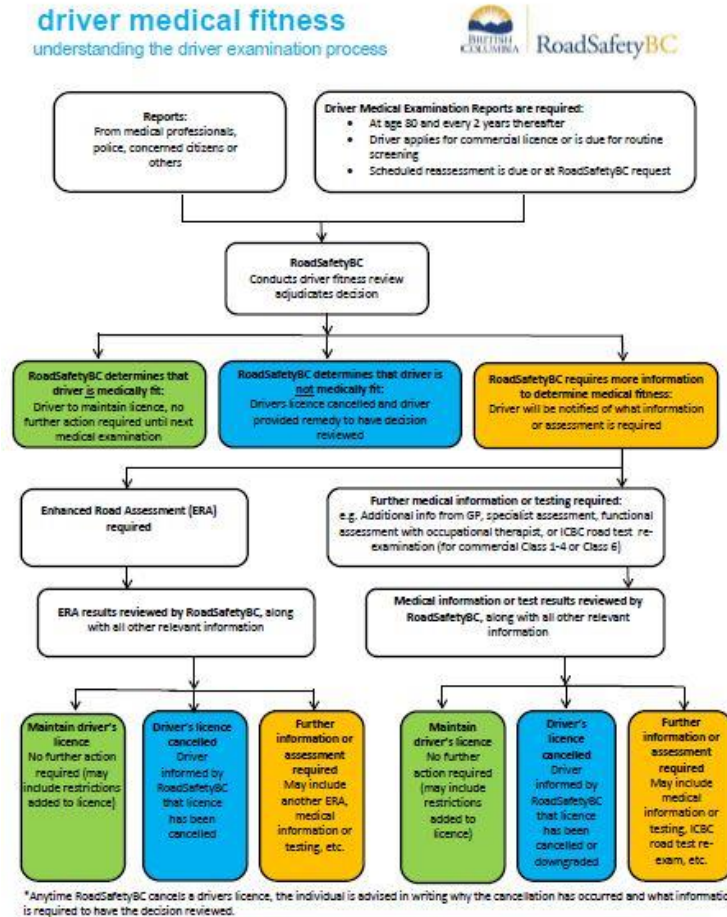 driver medical fitness
understanding the driver examination process
BRITISH
COLUMBIA
RoadSafetyBC
Reports:
From medical professionals,
police, concerned citizens or
others
Driver Medical Examination Reports are required:
• At age 80 and every 2 years thereafter
• Driver applies for commercial licence or is due for routine
screening
• Scheduled reassessment is due or at RoadSafetyBC request
RoadSafetyBC
Conducts driver fitness review
adjudicates decision
RoadSafetyBC determines that
driver is medically fit:
Driver to maintain licence, no
further action required until next
medical examination
RoadSafetyBC determines that driver is
not medically fit:
Drivers licence cancelled and driver
provided remedy to have decision
reviewed
RoadSafetyBC requires more information
to determine medical fitness:
Driver will be notified of what information
or assessment is required
Enhanced Road Assessment (ERA)
required
Further medical information or testing required:
e.g. Additional info from GP, specialist assessment, functional
assessment with occupational therapist, or ICBC road test re-
examination (for commercial Class 1-4 or Class 6)
ERA results reviewed by RoadSafetyBC, along
with all other relevant information
Medical information or test results reviewed by
RoadSafetyBC, along with all other relevant
information
Maintain driver's
licence
No further action
required (may
include restrictions
added to licence)
Driver's licence
cancelled
Driver
informed by
RoadSafetyBC
that licence
has been
cancelled
Further
information or
assessment
required
May include
another ERA,
medical
information or
testing, etc.
Maintain driver's
licence
No further action
required (may
include restrictions
added to
licence)
Driver's licence
cancelled
Driver
informed by
RoadSafetyBC
that licence has
been
cancelled or
downgraded
Further
information or
assessment
required
May include
medical
information or
testing, ICBC
road test re-
exam, etc.
*Anytime RoadSafetyBC cancels a drivers licence, the individual is advised in writing why the cancellation has occurred and what informatio
is required to have the decision reviewed.